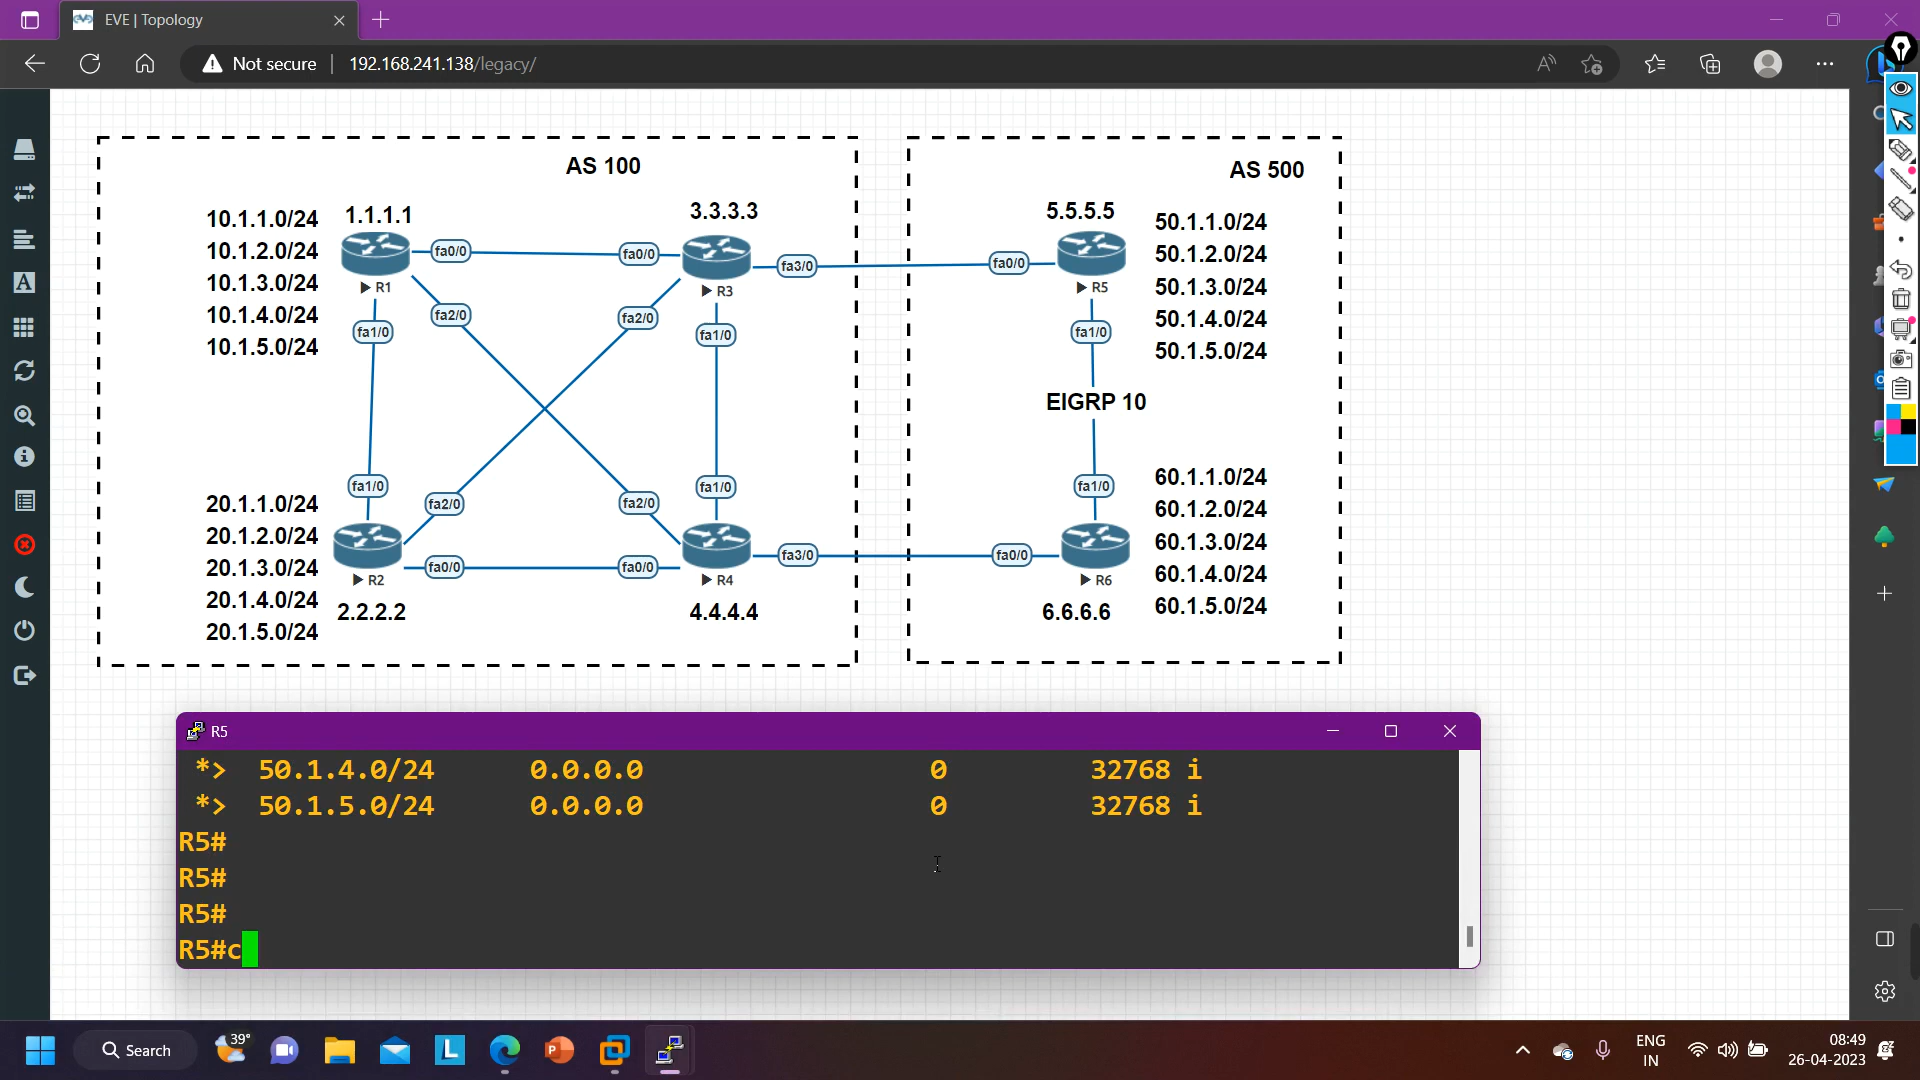 EVE | Topology
Not secure
192.168.241.138/legacy/
AS 100
AS 500
10.1.1.0/24
10.1.2.0/24
10.1.3.0/24
10.1.4.0/24
10.1.5.0/24
1.1.1.1
R1
fa0/0
fa2/0
fa1/0
3.3.3.3
fa0/0
R3
fa3/0
fa2/0
fa1/0
5.5.5.5
fa0/0
R5
fa1/0
50.1.1.0/24
50.1.2.0/24
50.1.3.0/24
50.1.4.0/24
50.1.5.0/24
EIGRP 10
20.1.1.0/24
20.1.2.0/24
20.1.3.0/24
20.1.4.0/24
20.1.5.0/24
fa1/0
fa2/0
fa0/0
R2
2.2.2.2
fa1/0
fa2/0
fa0/0
fa3/0
R4
4.4.4.4
fa1/0
fa0/0
R6
6.6.6.6
60.1.1.0/24
60.1.2.0/24
60.1.3.0/24
60.1.4.0/24
60.1.5.0/24
R5
*> 50.1.4.0/24 0.0.0.0 0 32768 i
*> 50.1.5.0/24 0.0.0.0 0 32768 i
R5#
R5#
R5#
R5#c
39°
Search
ENG
IN
08:49
26-04-2023